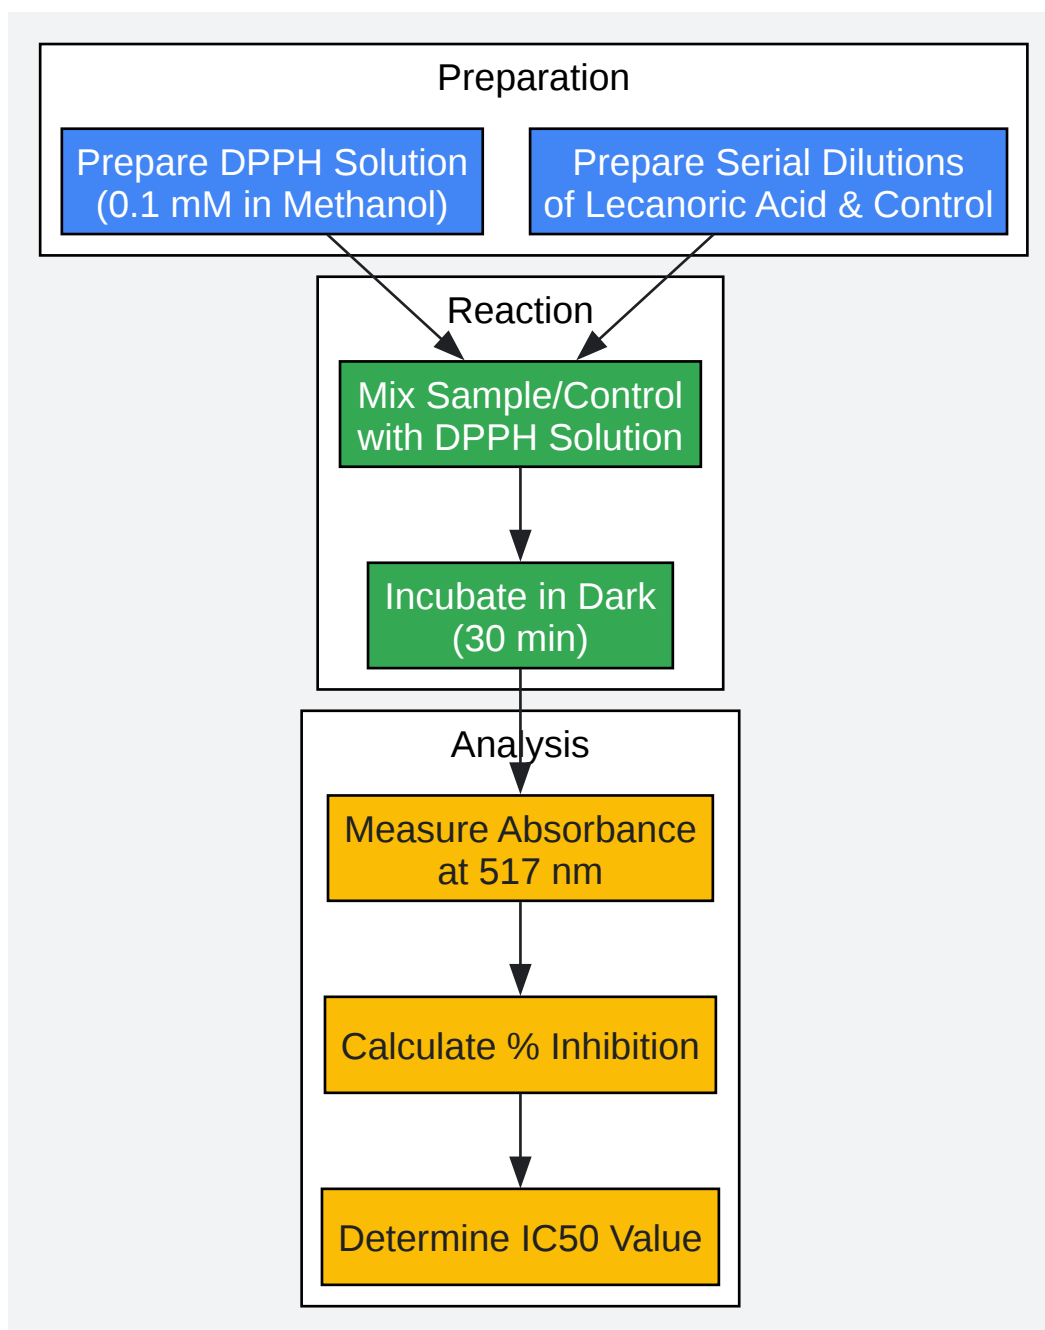 Preparation
Prepare DPPH Solution
(0.1 mM in Methanol)
Prepare Serial Dilutions
of Lecanoric Acid & Control
Reaction
Mix Sample/Control
with DPPH Solution
Incubate in Dark
(30 min)
Analysis
Measure Absorbance
at 517 nm
Calculate % Inhibition
Determine IC50 Value